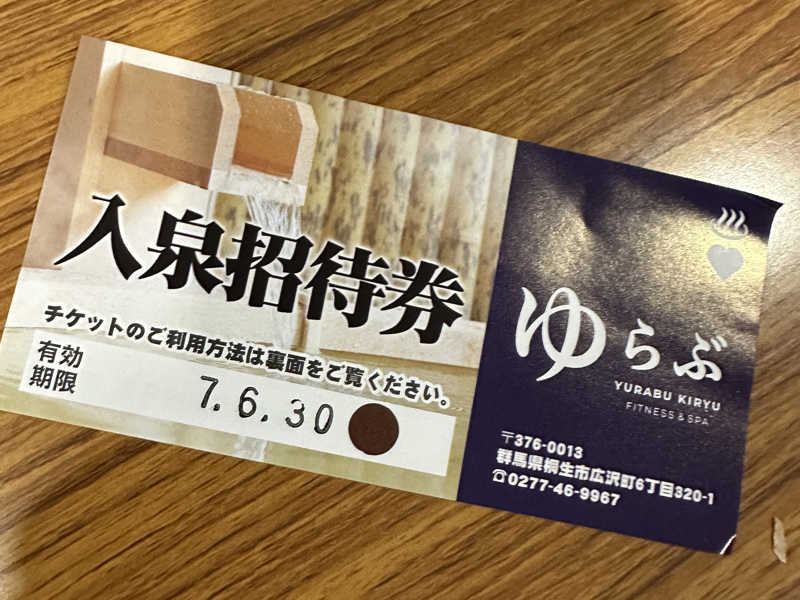 入泉招待券
チケットのご利用方法は裏面をご覧ください。
有効
期限
7.6.30
ゆらぶ
YURABU KIRYU
FITNESS & SPA
〒376-0013
群馬県桐生市広沢町6丁目320-1
☎0277-46-9967